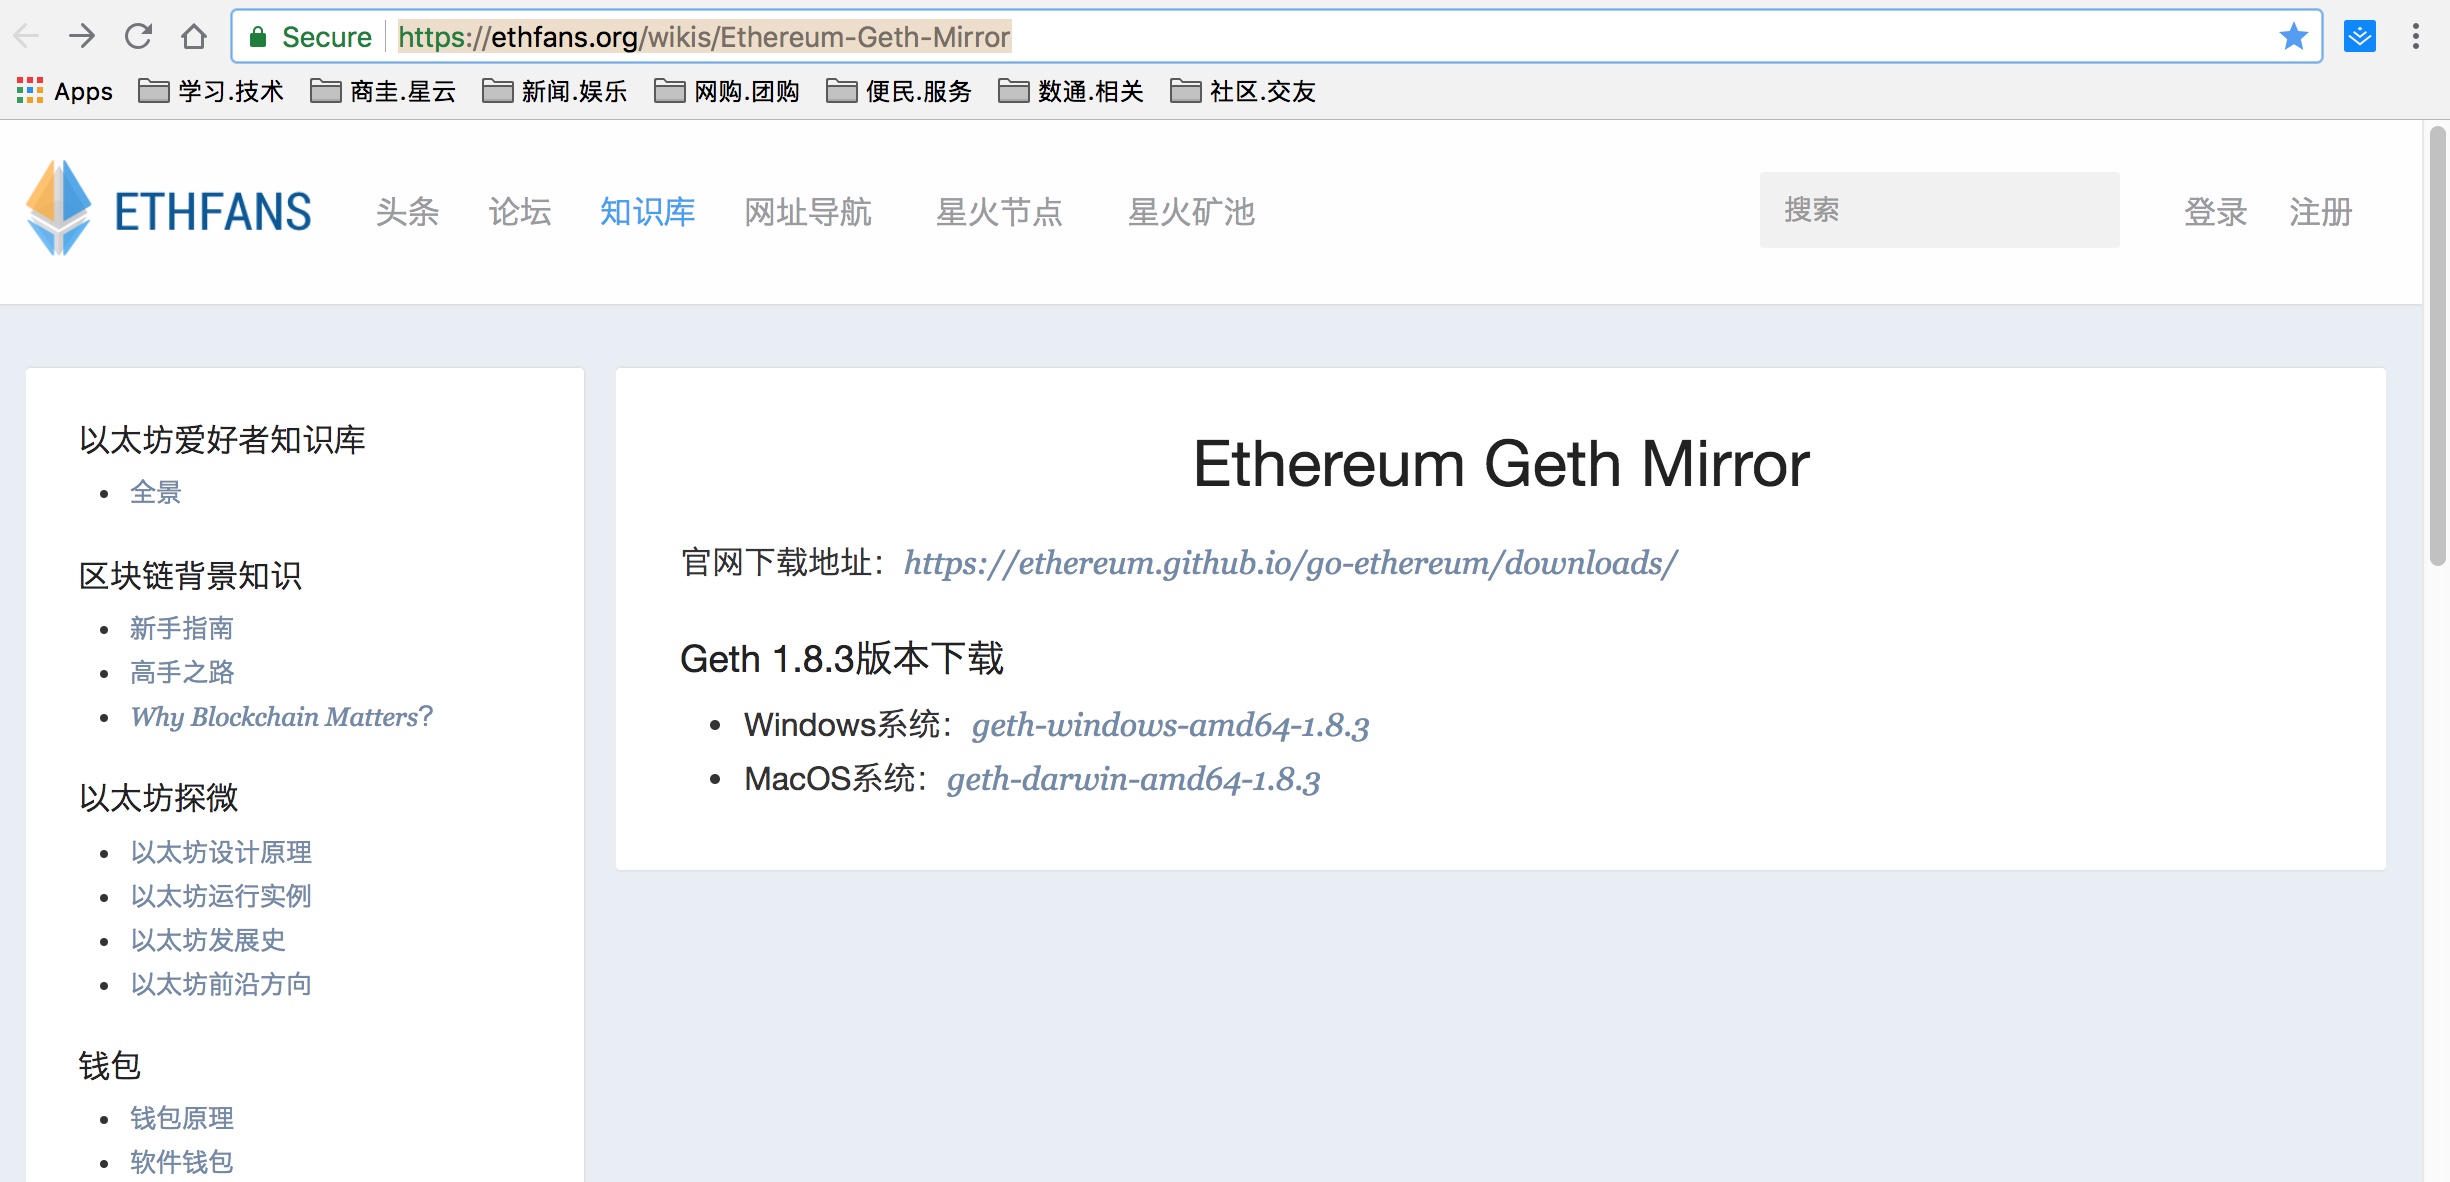 Secure https://ethfans.org/wikis/Ethereum-Geth-Mirror
Apps 学习.技术 商圭.星云 新闻.娱乐 网购.团购 便民.服务 数通.相关 社区.交友
ETHFANS 头条 论坛 知识库 网址导航 星火节点 星火矿池 搜索 登录 注册
以太坊爱好者知识库
全景
区块链背景知识
新手指南
高手之路
Why Blockchain Matters?
以太坊探微
以太坊设计原理
以太坊运行实例
以太坊发展史
以太坊前沿方向
钱包
钱包原理
软件钱包
Ethereum Geth Mirror
官网下载地址：https://ethereum.github.io/go-ethereum/downloads/
Geth 1.8.3版本下载
Windows系统：geth-windows-amd64-1.8.3
MacOS系统：geth-darwin-amd64-1.8.3